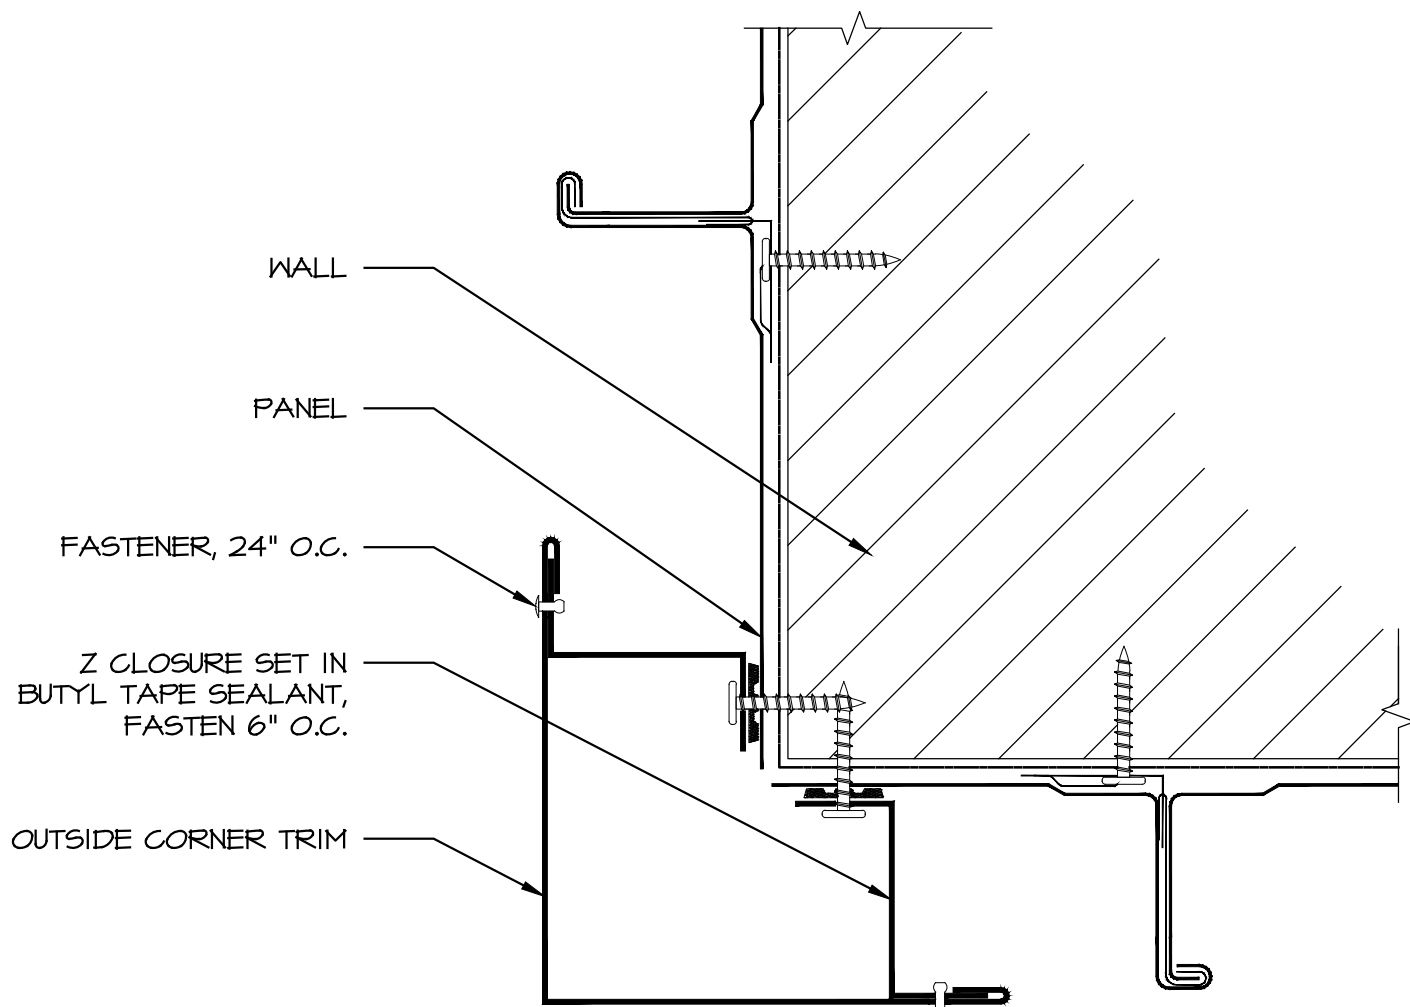 WALL
PANEL
FASTENER, 24" O.C.
Z CLOSURE SET IN
BUTYL TAPE SEALANT,
FASTEN 6" O.C.
OUTSIDE CORNER TRIM